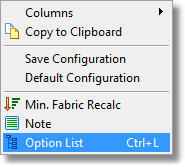 Columns
Copy to Clipboard
Save Configuration
Default Configuration
Min. Fabric Recalc
Note
Option List Ctrl+L